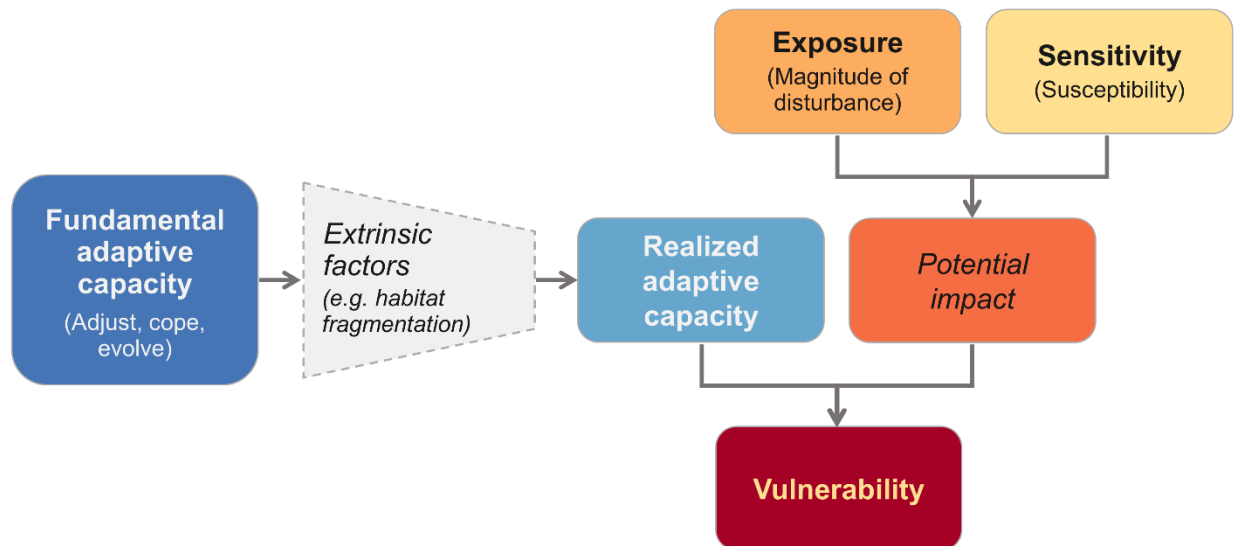 Exposure
(Magnitude of
disturbance)
Sensitivity
(Susceptibility)
Fundamental
adaptive
capacity
(Adjust, cope,
evolve)
Extrinsic
factors
(e.g. habitat
fragmentation)
Realized
adaptive
capacity
Potential
impact
Vulnerability